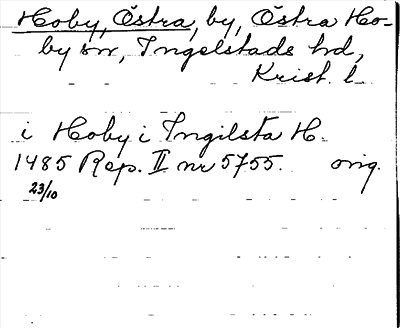 Hoby, Östra, by, Östra Ho-
by sn, Ingelstads hd,
Krist. l.
i Hoby i Ingilsta H.
1485 Rep. II nr 5755. orig.
23/10